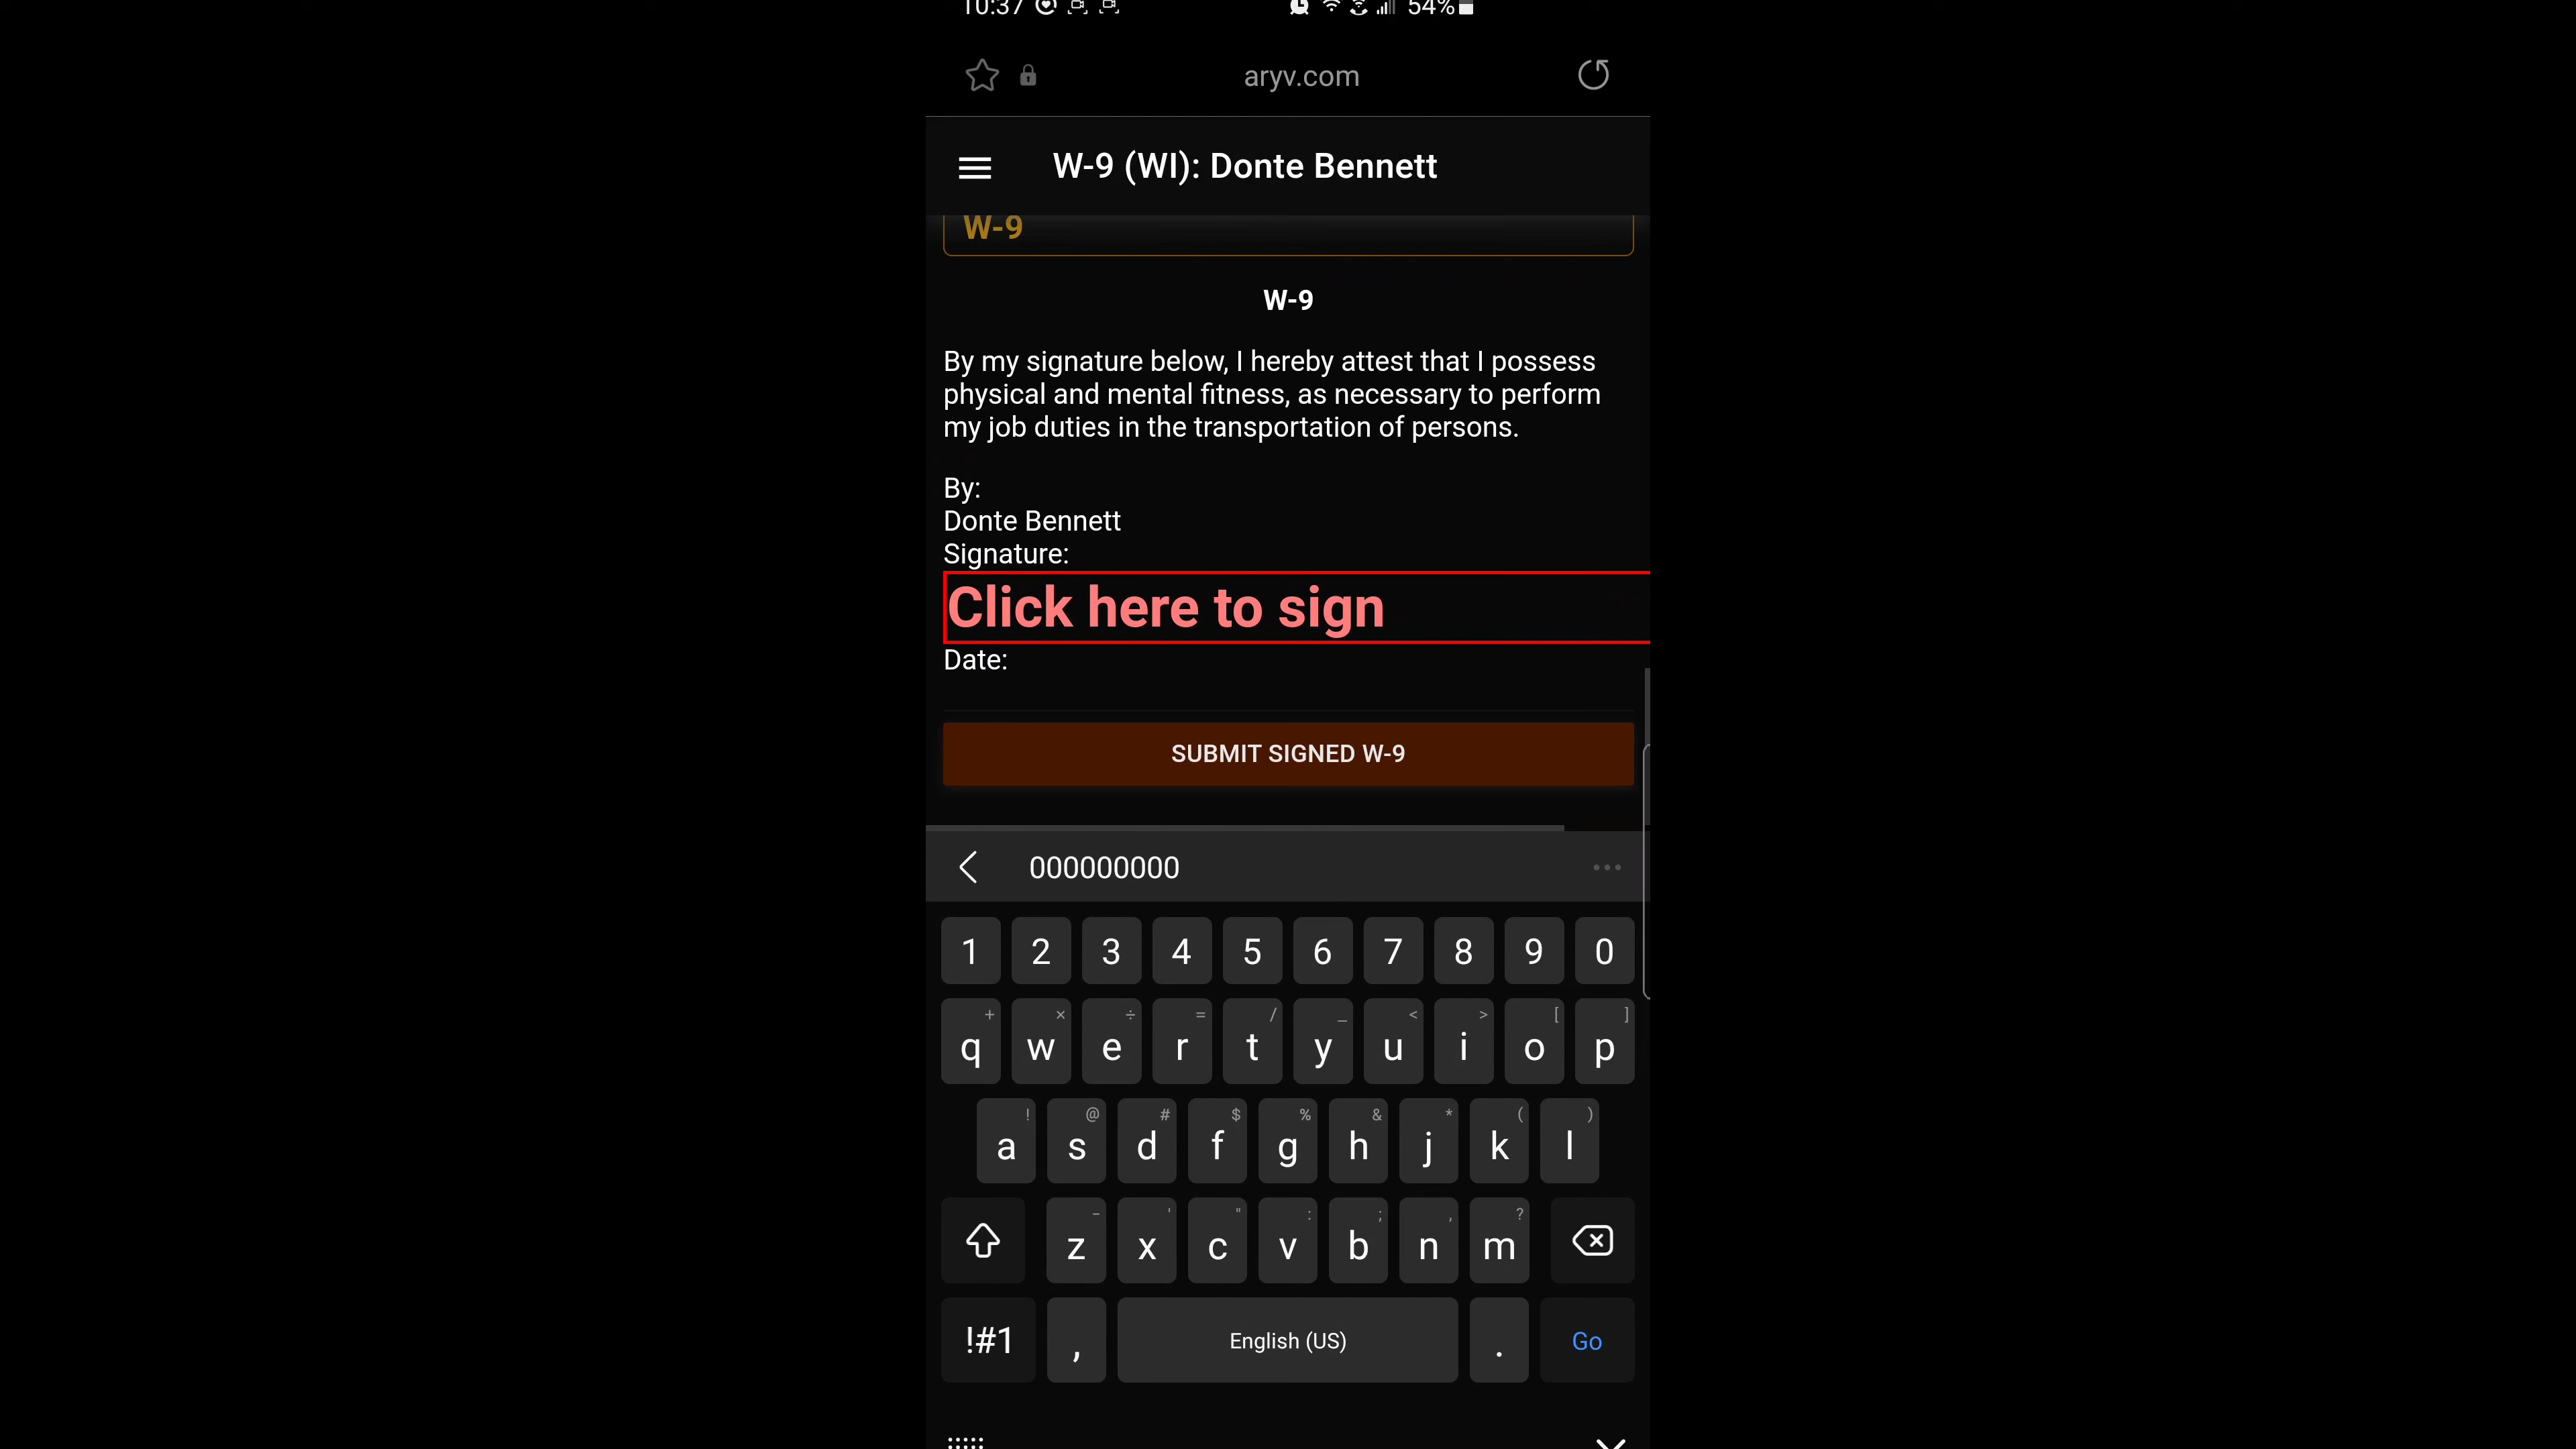 10:37 54%
aryv.com
W-9 (WI): Donte Bennett
W-9
W-9
By my signature below, I hereby attest that I possess
physical and mental fitness, as necessary to perform
my job duties in the transportation of persons.
By:
Donte Bennett
Signature:
Click here to sign
Date:
SUBMIT SIGNED W-9
000000000
1 2 3 4 5 6 7 8 9 0
+ × ÷ = / _ < > [ ]
q w e r t y u i o p
! @ # $ % & * ( )
a s d f g h j k l
- ' " : ; , ?
z x c v b n m
!#1 , English (US) . Go